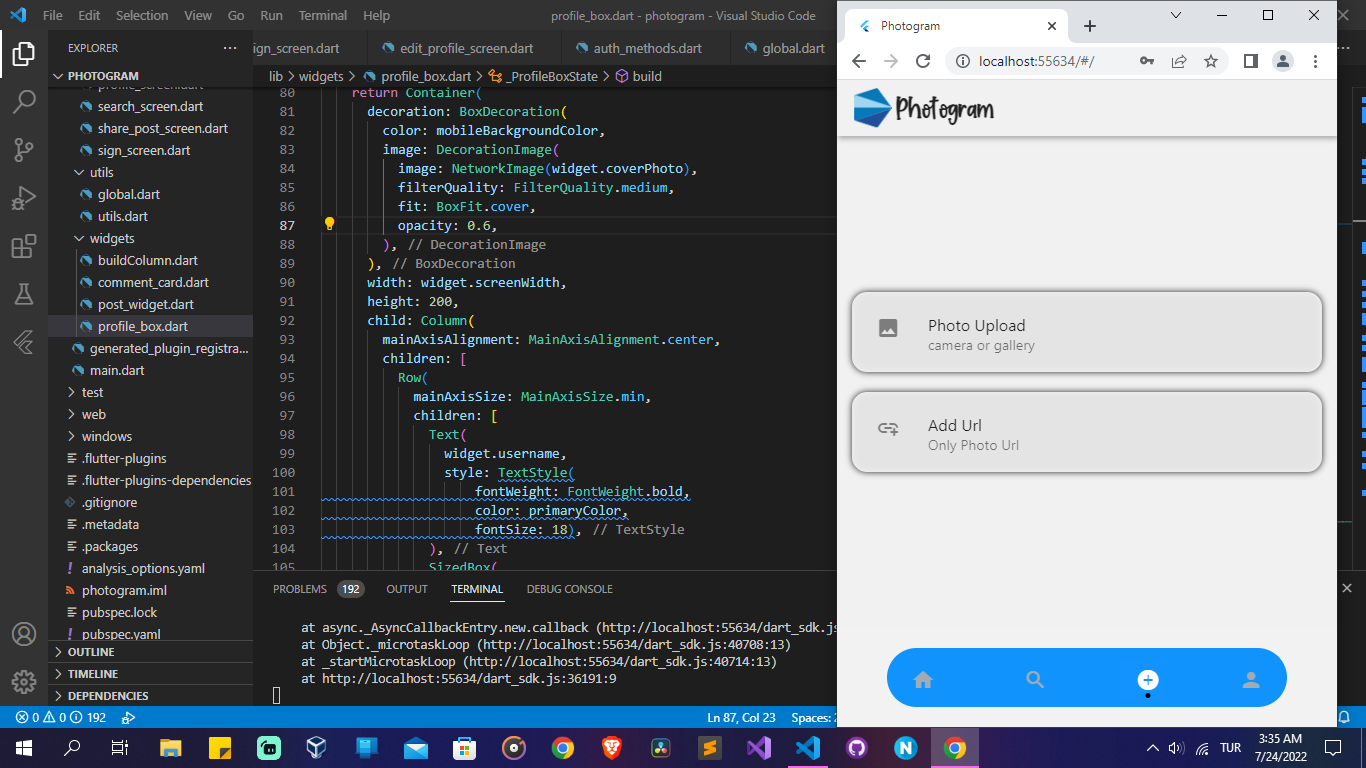 File Edit Selection View Go Run Terminal Help
profile_box.dart - photogram - Visual Studio Code
EXPLORER
PHOTOGRAM
profile_screen.dart
search_screen.dart
share_post_screen.dart
sign_screen.dart
utils
global.dart
utils.dart
widgets
buildColumn.dart
comment_card.dart
post_widget.dart
profile_box.dart
generated_plugin_registra...
main.dart
test
web
windows
.flutter-plugins
.flutter-plugins-dependencies
.gitignore
.metadata
.packages
analysis_options.yaml
photogram.iml
pubspec.lock
pubspec.yaml
OUTLINE
TIMELINE
DEPENDENCIES
ign_screen.dart edit_profile_screen.dart auth_methods.dart global.dart
lib > widgets > profile_box.dart > _ProfileBoxState > build
80 return Container(
81 decoration: BoxDecoration(
82 color: mobileBackgroundColor,
83 image: DecorationImage(
84 image: NetworkImage(widget.coverPhoto),
85 filterQuality: FilterQuality.medium,
86 fit: BoxFit.cover,
87 opacity: 0.6,
88 ), // DecorationImage
89 ), // BoxDecoration
90 width: widget.screenWidth,
91 height: 200,
92 child: Column(
93 mainAxisAlignment: MainAxisAlignment.center,
94 children: [
95 Row(
96 mainAxisSize: MainAxisSize.min,
97 children: [
98 Text(
99 widget.username,
100 style: TextStyle(
101 fontWeight: FontWeight.bold,
102 color: primaryColor,
103 fontSize: 18), // TextStyle
104 ), // Text
105 SizedBox(
PROBLEMS 192 OUTPUT TERMINAL DEBUG CONSOLE
at async._AsyncCallbackEntry.new.callback (http://localhost:55634/dart_sdk.js
at Object._microtaskLoop (http://localhost:55634/dart_sdk.js:40708:13)
at _startMicrotaskLoop (http://localhost:55634/dart_sdk.js:40714:13)
at http://localhost:55634/dart_sdk.js:36191:9
0 0 192
Ln 87, Col 23 Spaces:
Photogram
localhost:55634/#/
Photogram
Photo Upload
camera or gallery
Add Url
Only Photo Url
TUR
3:35 AM
7/24/2022